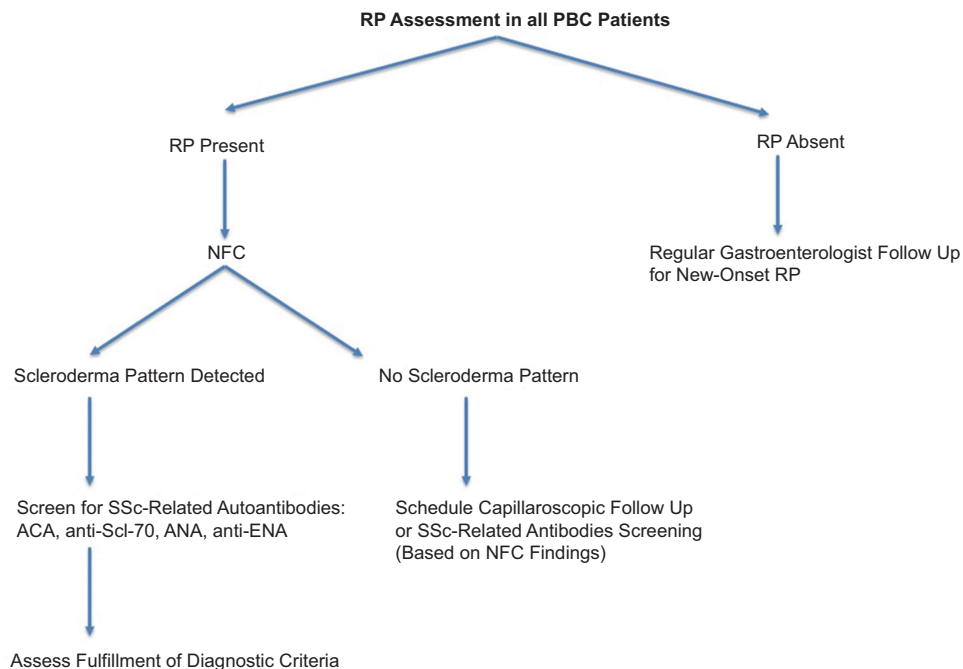 RP Assessment in all PBC Patients
RP Present
RP Absent
NFC
Regular Gastroenterologist Follow Up
for New-Onset RP
Scleroderma Pattern Detected
No Scleroderma Pattern
Screen for SSc-Related Autoantibodies:
ACA, anti-Scl-70, ANA, anti-ENA
Schedule Capillaroscopic Follow Up
or SSc-Related Antibodies Screening
(Based on NFC Findings)
Assess Fulfillment of Diagnostic Criteria